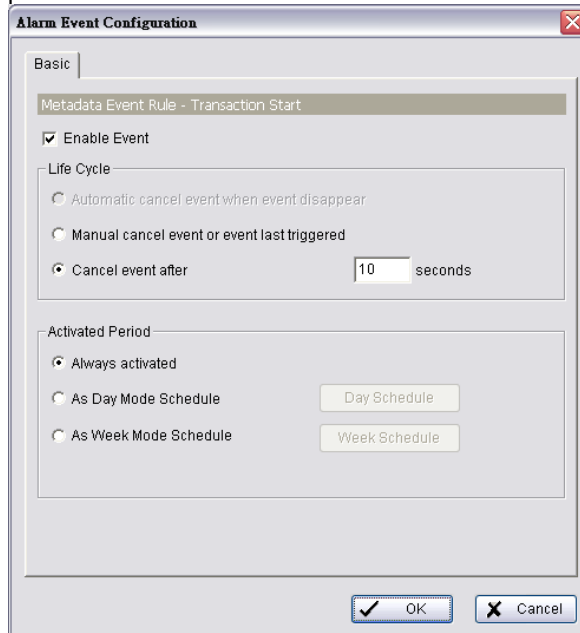 Alarm Event Configuration
Basic
Metadata Event Rule - Transaction Start
Enable Event
Life Cycle
Automatic cancel event when event disappear
Manual cancel event or event last triggered
Cancel event after 10 seconds
Activated Period
Always activated
As Day Mode Schedule Day Schedule
As Week Mode Schedule Week Schedule
OK Cancel